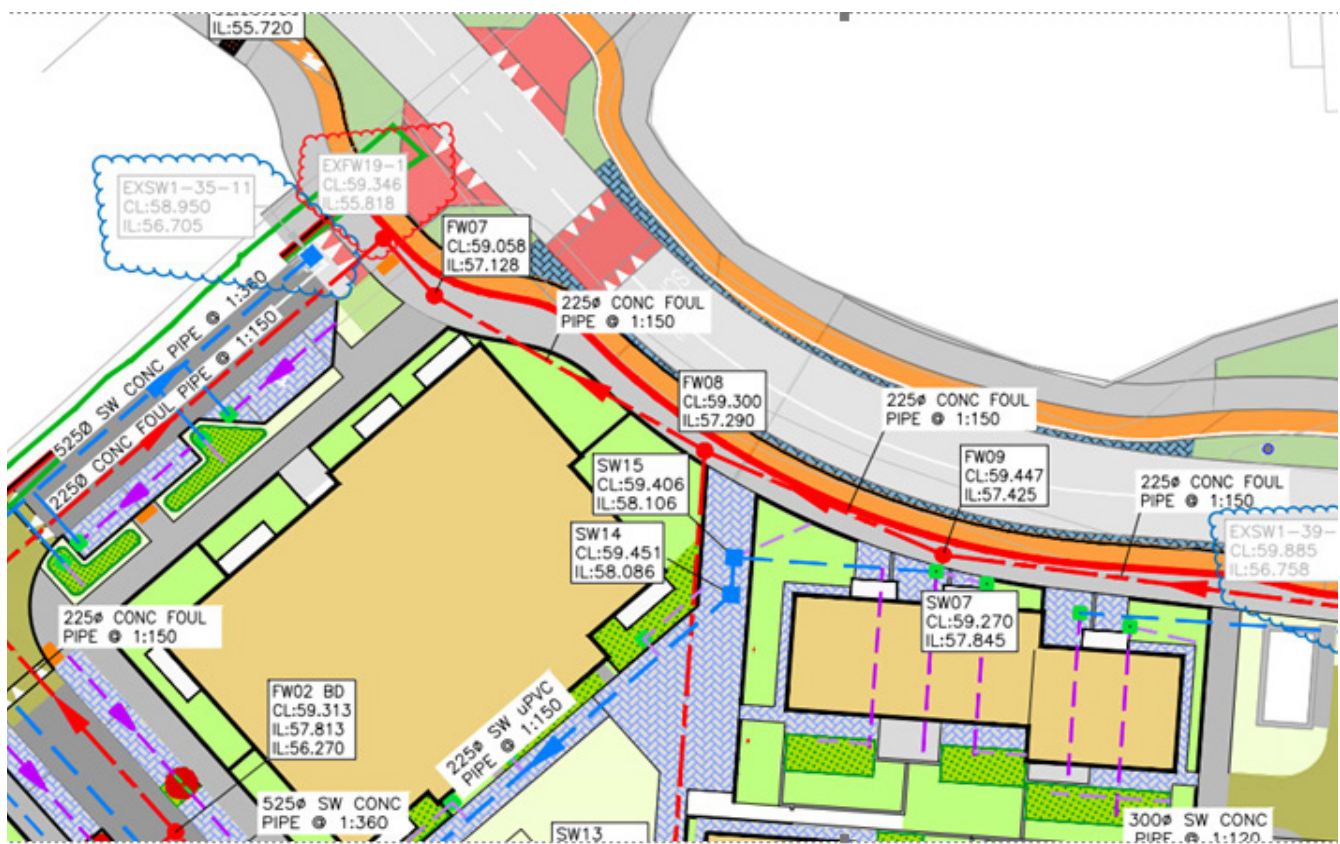 IL:55.720
EXSW1-35-11
CL:58.950
IL:56.705
EXFW19-1
CL:59.346
IL:55.818
FW07
CL:59.058
IL:57.128
225ø CONC FOUL
PIPE @ 1:150
525ø SW CONC PIPE @ 1:360
225ø CONC FOUL PIPE @ 1:150
FW08
CL:59.300
IL:57.290
225ø CONC FOUL
PIPE @ 1:150
FW09
CL:59.447
IL:57.425
225ø CONC FOUL
PIPE @ 1:150
SW15
CL:59.406
IL:58.106
SW14
CL:59.451
IL:58.086
EXSW1-39-
CL:59.885
IL:56.758
SW07
CL:59.270
IL:57.845
225ø CONC FOUL
PIPE @ 1:150
FW02 BD
CL:59.313
IL:57.813
IL:56.270
225ø SW uPVC
PIPE @ 1:150
525ø SW CONC
PIPE @ 1:360
SW13
300ø SW CONC
PIPE @ 1:120